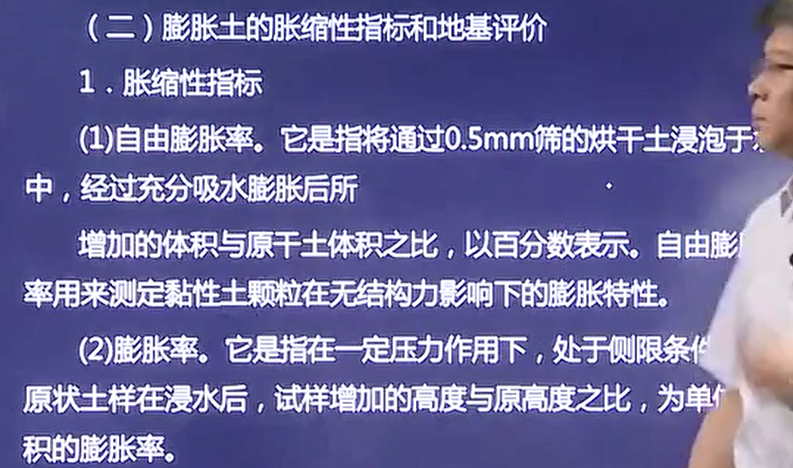 （二）膨胀土的胀缩性指标和地基评价
1．胀缩性指标
(1)自由膨胀率。它是指将通过0.5mm筛的烘干土浸泡于
中，经过充分吸水膨胀后所
增加的体积与原干土体积之比，以百分数表示。自由膨
率用来测定黏性土颗粒在无结构力影响下的膨胀特性。
(2)膨胀率。它是指在一定压力作用下，处于侧限条件
原状土样在浸水后，试样增加的高度与原高度之比，为单
积的膨胀率。